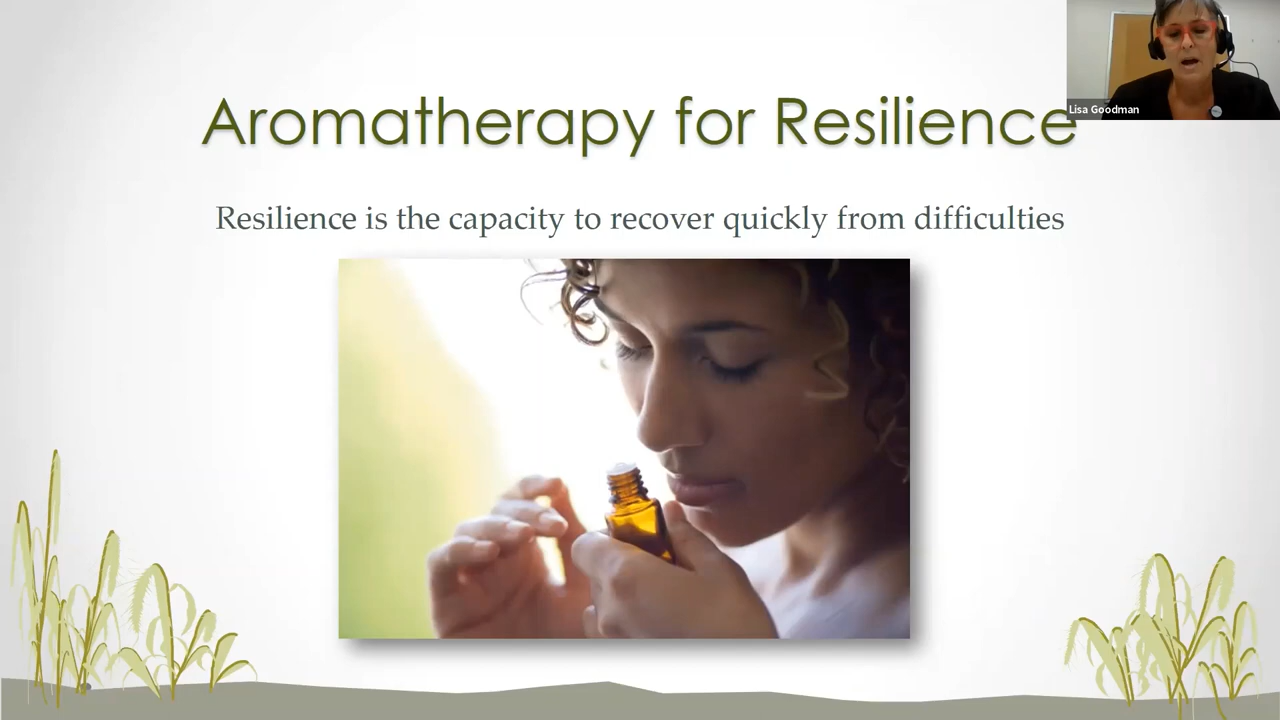 Lisa Goodman
Aromatherapy for Resilience
Resilience is the capacity to recover quickly from difficulties